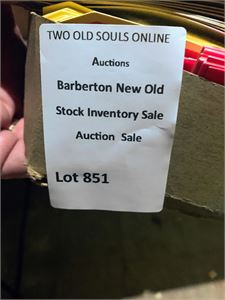 TWO OLD SOULS ONLINE
Auctions
Barberton New Old
Stock Inventory Sale
Auction Sale
Lot 851